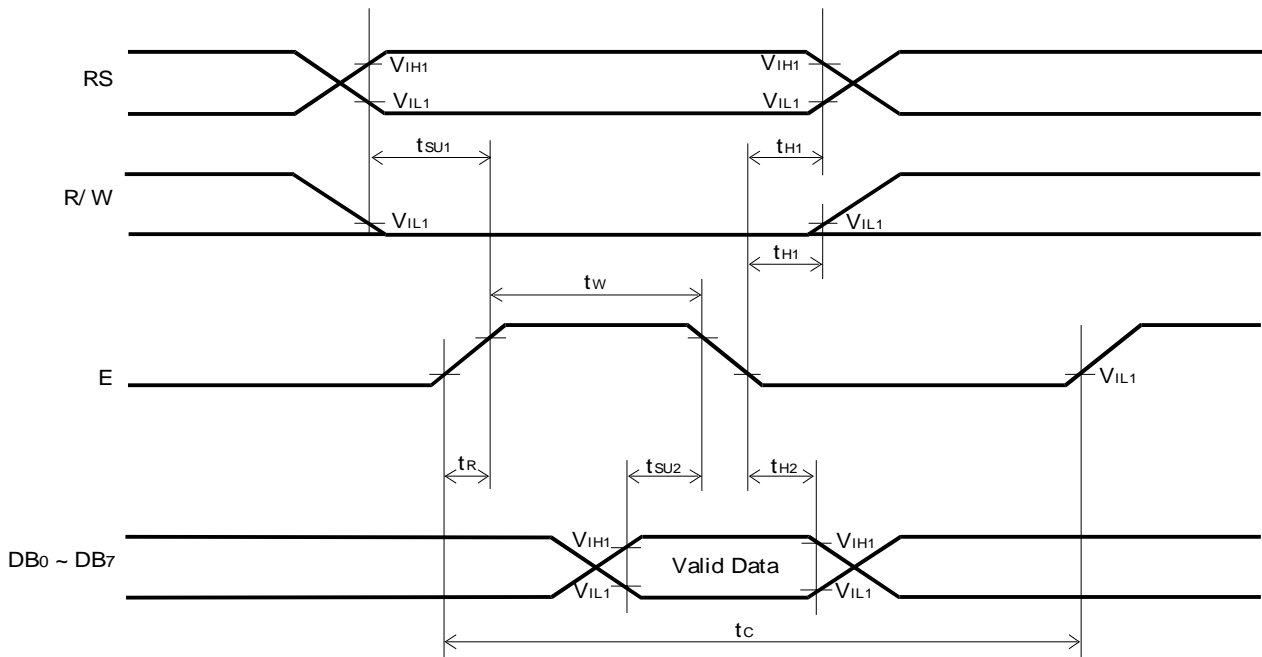 RS
VIH1
VIH1
VIL1
VIL1
tSU1
tH1
R/ W
VIL1
VIL1
tH1
tW
E
VIL1
tR
tSU2
tH2
DB0 ~ DB7
VIH1
Valid Data
VIH1
VIL1
VIL1
tC